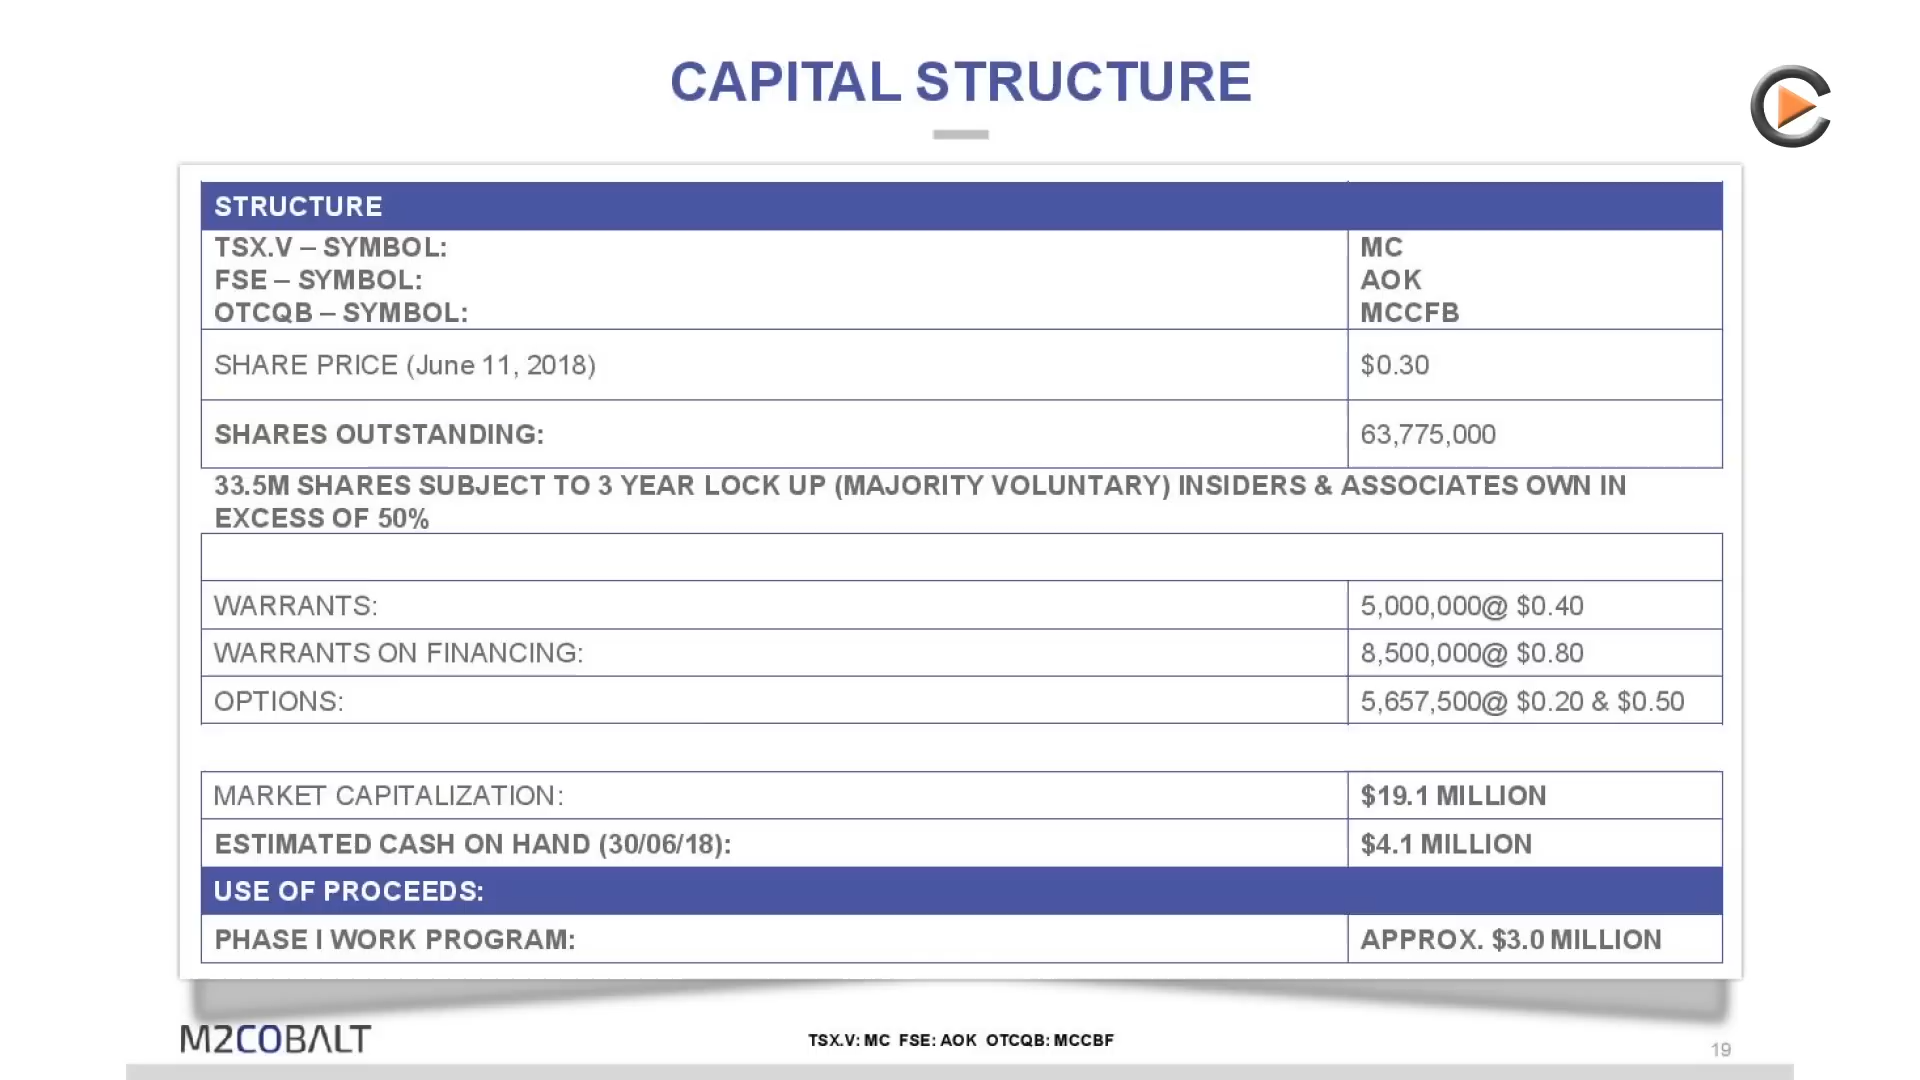 CAPITAL STRUCTURE
STRUCTURE
TSX.V – SYMBOL: MC
FSE – SYMBOL: AOK
OTCQB – SYMBOL: MCCFB
SHARE PRICE (June 11, 2018) $0.30
SHARES OUTSTANDING: 63,775,000
33.5M SHARES SUBJECT TO 3 YEAR LOCK UP (MAJORITY VOLUNTARY) INSIDERS & ASSOCIATES OWN IN
EXCESS OF 50%
WARRANTS: 5,000,000@ $0.40
WARRANTS ON FINANCING: 8,500,000@ $0.80
OPTIONS: 5,657,500@ $0.20 & $0.50
MARKET CAPITALIZATION: $19.1 MILLION
ESTIMATED CASH ON HAND (30/06/18): $4.1 MILLION
USE OF PROCEEDS:
PHASE I WORK PROGRAM: APPROX. $3.0 MILLION
M2COBALT
TSX.V: MC FSE: AOK OTCQB: MCCBF
19